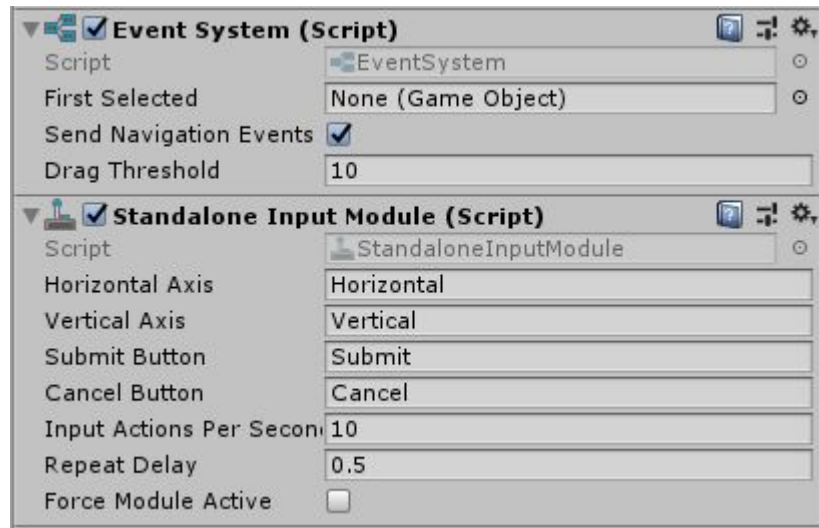 Event System (Script)
Script EventSystem
First Selected None (Game Object)
Send Navigation Events
Drag Threshold 10
Standalone Input Module (Script)
Script StandaloneInputModule
Horizontal Axis Horizontal
Vertical Axis Vertical
Submit Button Submit
Cancel Button Cancel
Input Actions Per Secon 10
Repeat Delay 0.5
Force Module Active